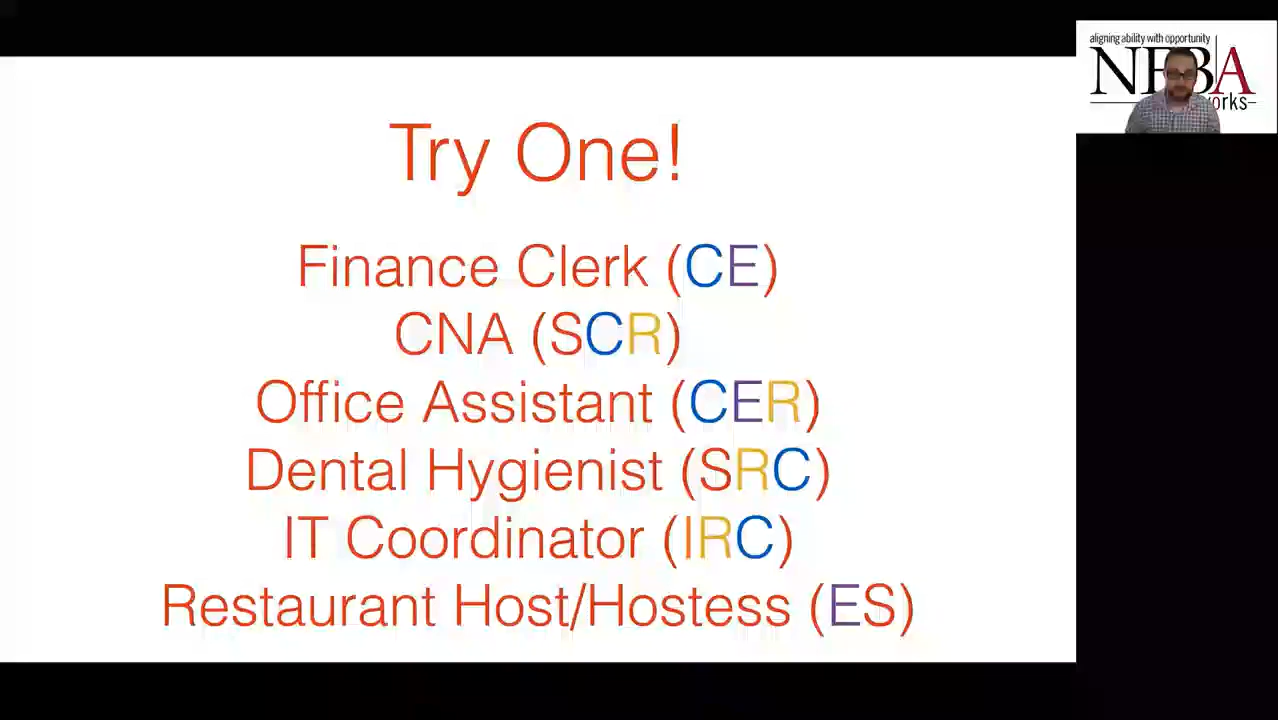 Try One!
Finance Clerk (CE)
CNA (SCR)
Office Assistant (CER)
Dental Hygienist (SRC)
IT Coordinator (IRC)
Restaurant Host/Hostess (ES)
aligning ability with opportunity